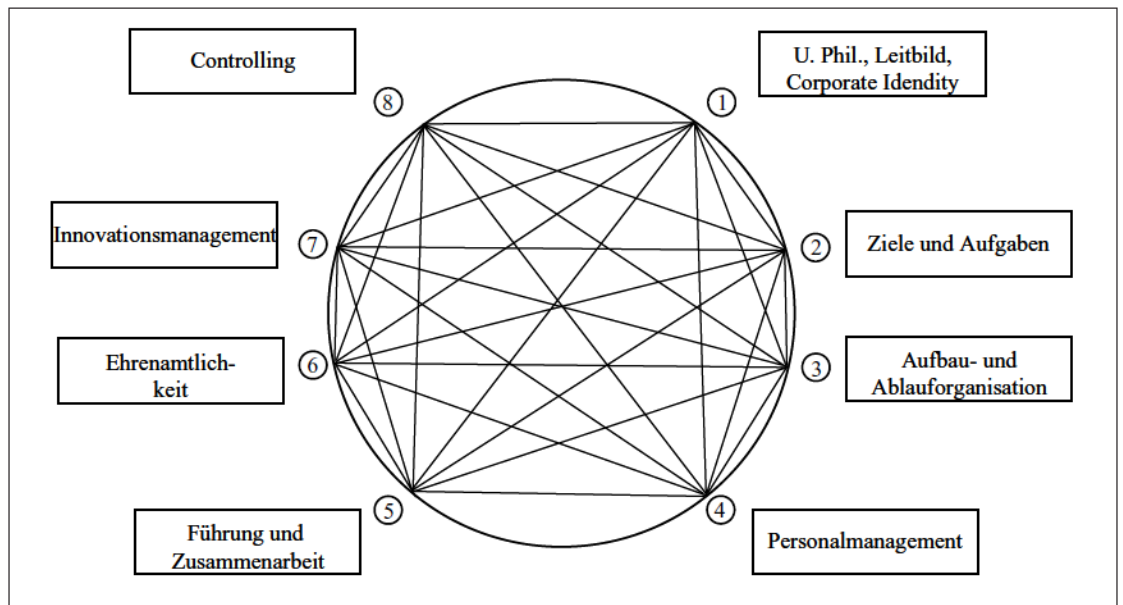 Controlling
8
U. Phil., Leitbild,
Corporate Idendity
1
Innovationsmanagement
7
2
Ziele und Aufgaben
Ehrenamtlich-
keit
6
3
Aufbau- und
Ablauforganisation
5
Führung und
Zusammenarbeit
4
Personalmanagement